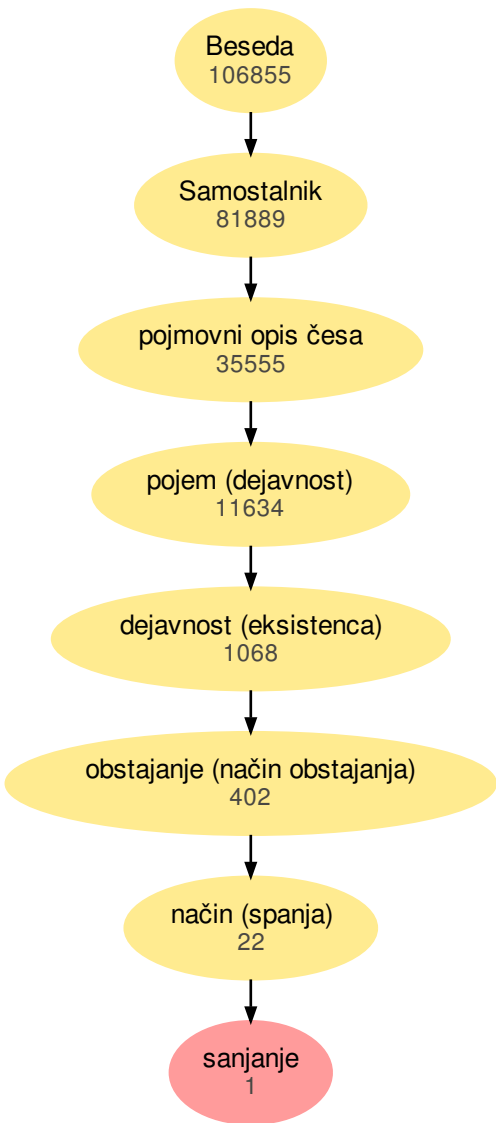 Beseda
106855
Samostalnik
81889
pojmovni opis česa
35555
pojem (dejavnost)
11634
dejavnost (eksistenca)
1068
obstajanje (način obstajanja)
402
način (spanja)
22
sanjanje
1